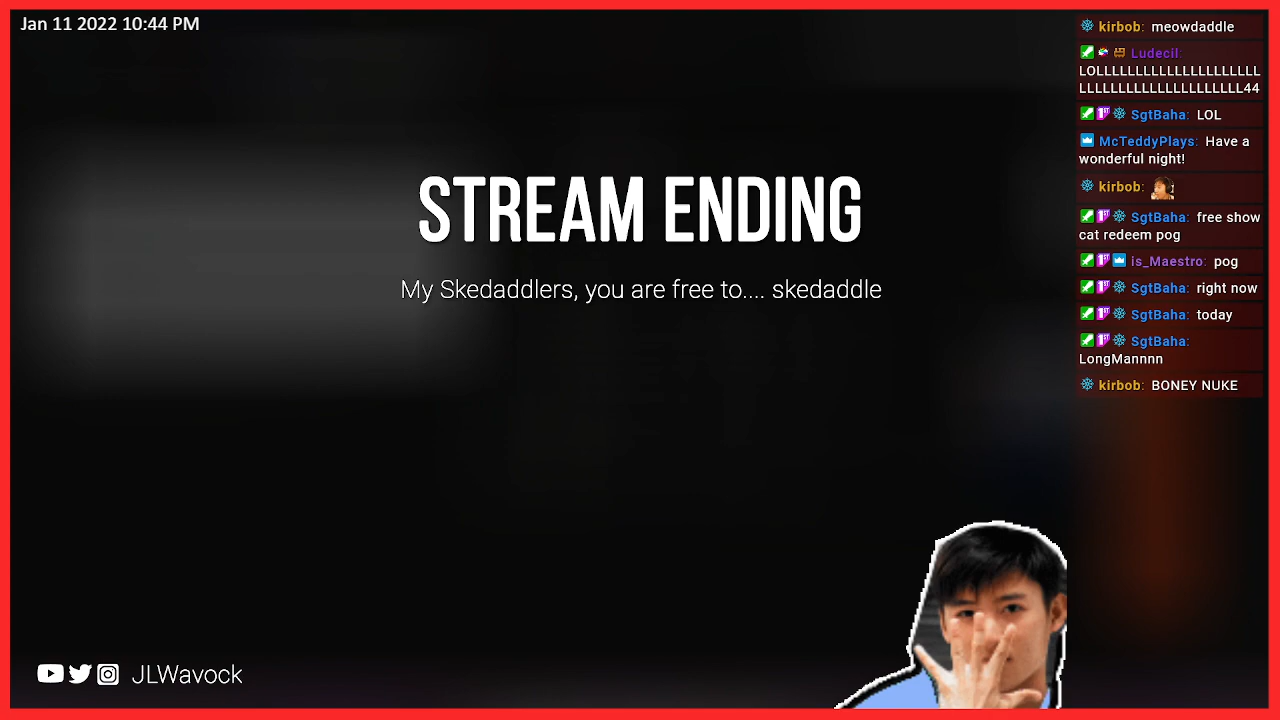 Jan 11 2022 10:44 PM
STREAM ENDING
My Skedaddlers, you are free to.... skedaddle
kirbob: meowdaddle
Ludecil:
LOLLLLLLLLLLLLLLLLLLLLL
LLLLLLLLLLLLLLLLLLLLL44
SgtBaha: LOL
McTeddyPlays: Have a
wonderful night!
kirbob:
SgtBaha: free show
cat redeem pog
is_Maestro: pog
SgtBaha: right now
SgtBaha: today
SgtBaha:
LongMannnn
kirbob: BONEY NUKE
JLWavock